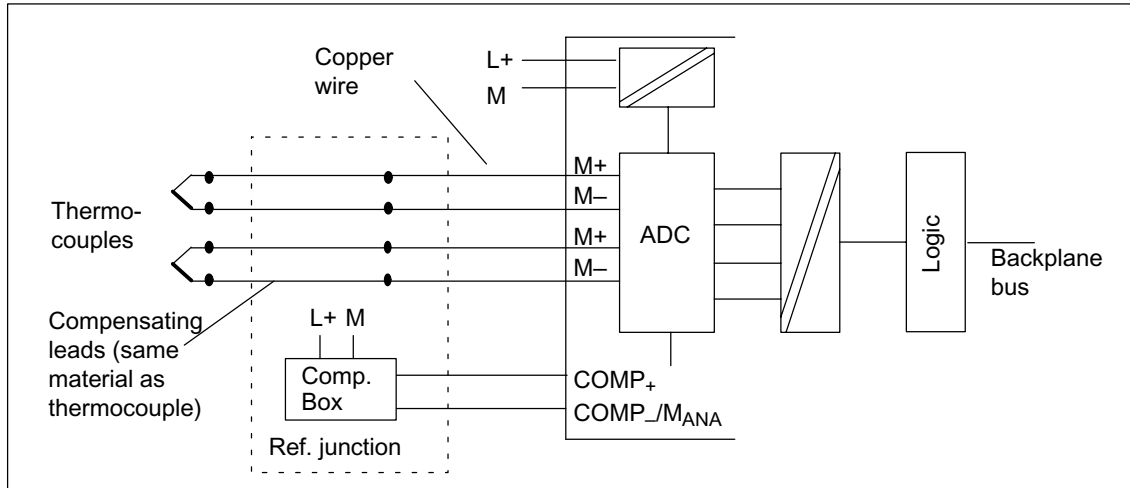 Copper
wire
L+
M
M+
M–
M+
M–
Thermo-
couples
ADC
Logic
Backplane
bus
Compensating
leads (same
material as
thermocouple)
L+ M
Comp.
Box
COMP+
COMP–/MANA
Ref. junction